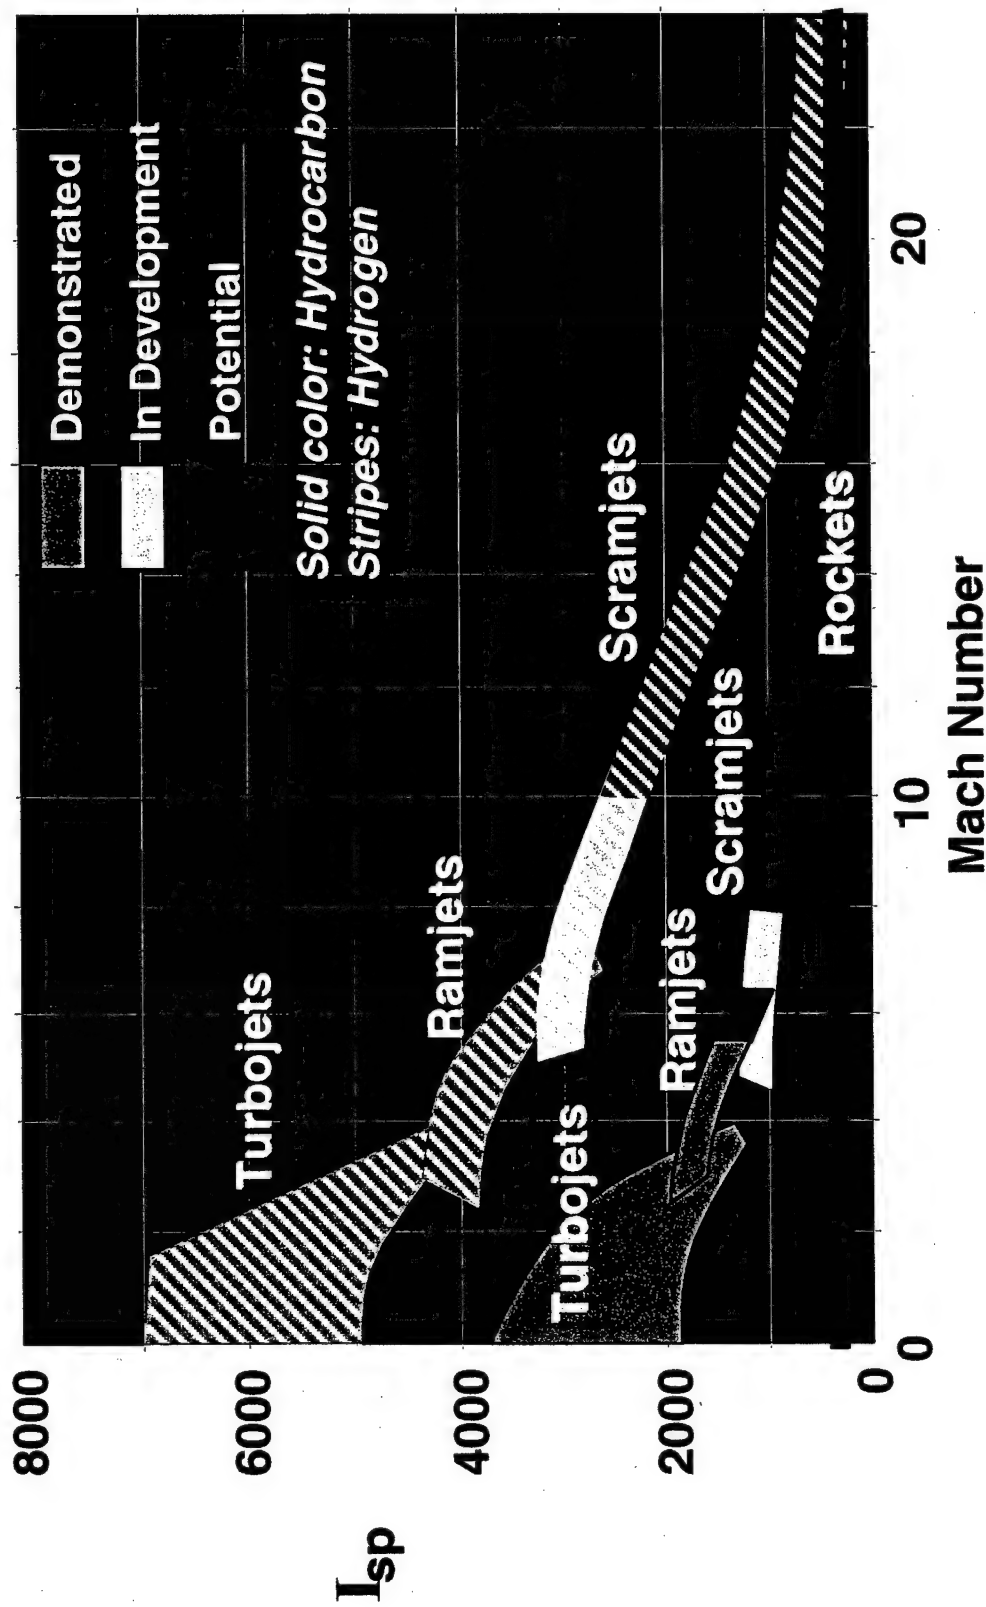 8000
6000
4000
2000
0
I sp
0
10
20
Mach Number
Demonstrated
In Development
Potential
Solid color: Hydrocarbon
Stripes: Hydrogen
Turbojets
Ramjets
Scramjets
Turbojets
Ramjets
Scramjets
Rockets